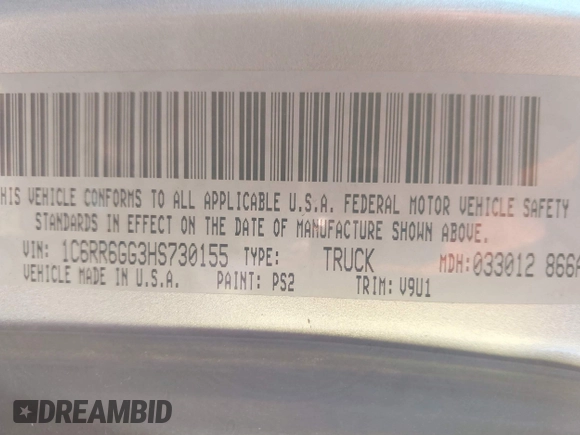 THIS VEHICLE CONFORMS TO ALL APPLICABLE U.S.A. FEDERAL MOTOR VEHICLE SAFETY
STANDARDS IN EFFECT ON THE DATE OF MANUFACTURE SHOWN ABOVE.
VIN: 1C6RR6GG3HS730155 TYPE: TRUCK MDH: 033012 866A
VEHICLE MADE IN U.S.A. PAINT: PS2 TRIM: V9U1
DREAMBID